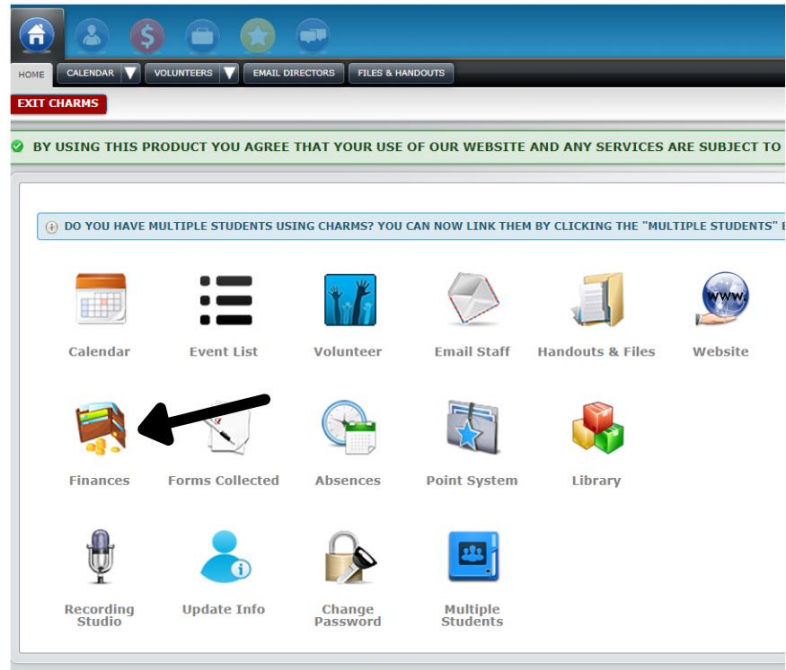 HOME CALENDAR VOLUNTEERS EMAIL DIRECTORS FILES & HANDOUTS
EXIT CHARMS
BY USING THIS PRODUCT YOU AGREE THAT YOUR USE OF OUR WEBSITE AND ANY SERVICES ARE SUBJECT TO
DO YOU HAVE MULTIPLE STUDENTS USING CHARMS? YOU CAN NOW LINK THEM BY CLICKING THE "MULTIPLE STUDENTS"
www.
Calendar Event List Volunteer Email Staff Handouts & Files Website
Finances Forms Collected Absences Point System Library
Recording Update Info Change Multiple
Studio Password Students